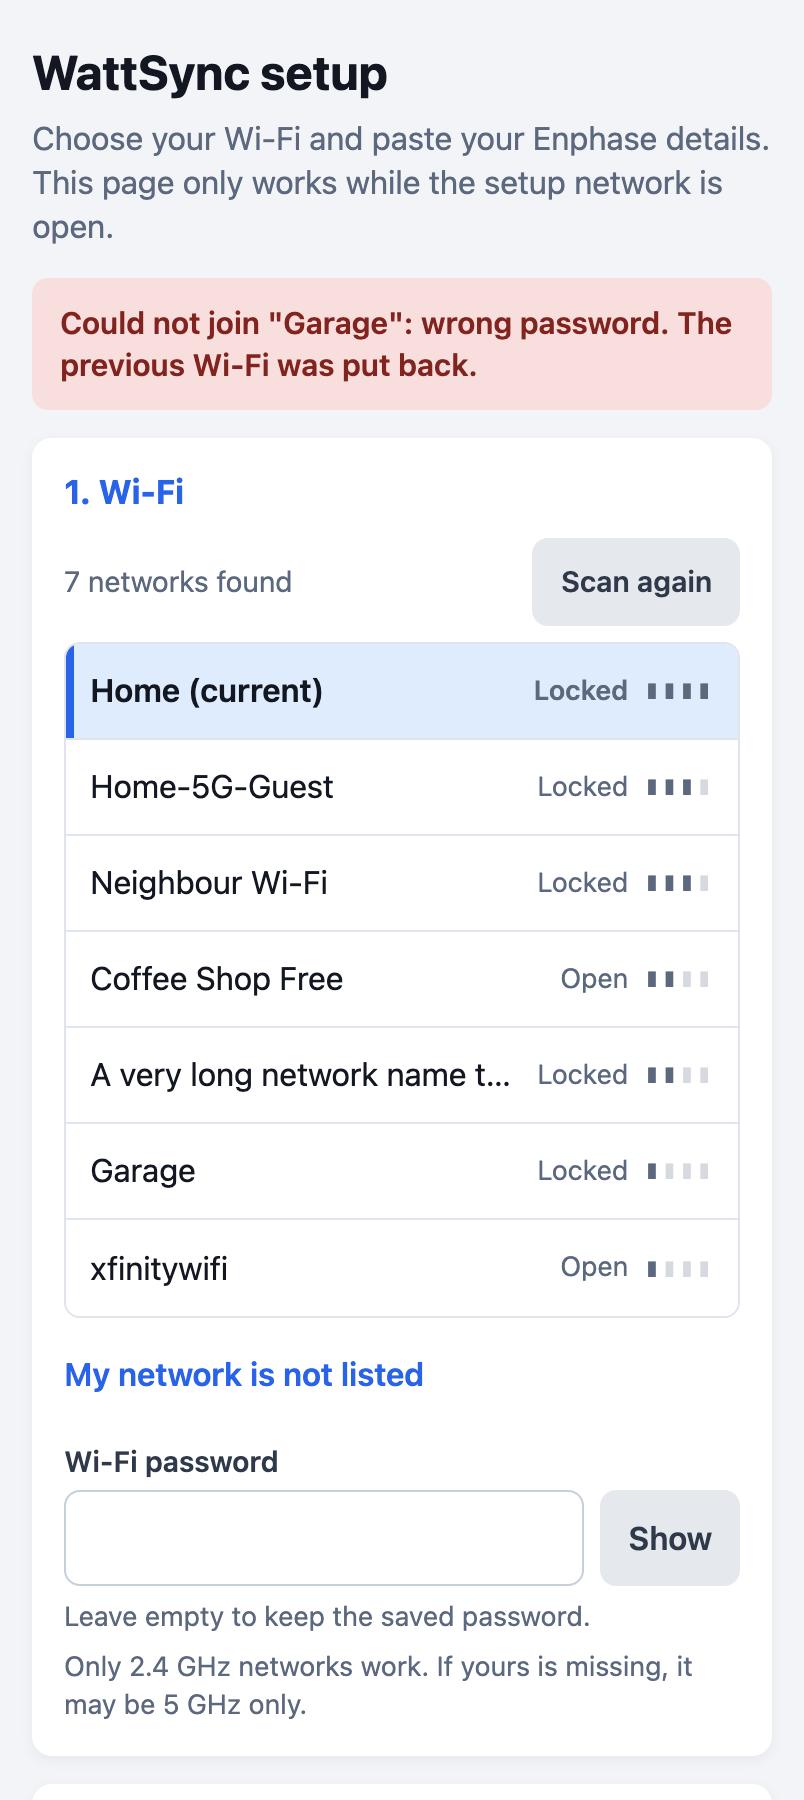 WattSync setup
Choose your Wi-Fi and paste your Enphase details.
This page only works while the setup network is
open.
Could not join "Garage": wrong password. The
previous Wi-Fi was put back.
1. Wi-Fi
7 networks found
Scan again
Home (current) Locked
Home-5G-Guest Locked
Neighbour Wi-Fi Locked
Coffee Shop Free Open
A very long network name t... Locked
Garage Locked
xfinitywifi Open
My network is not listed
Wi-Fi password
Show
Leave empty to keep the saved password.
Only 2.4 GHz networks work. If yours is missing, it
may be 5 GHz only.